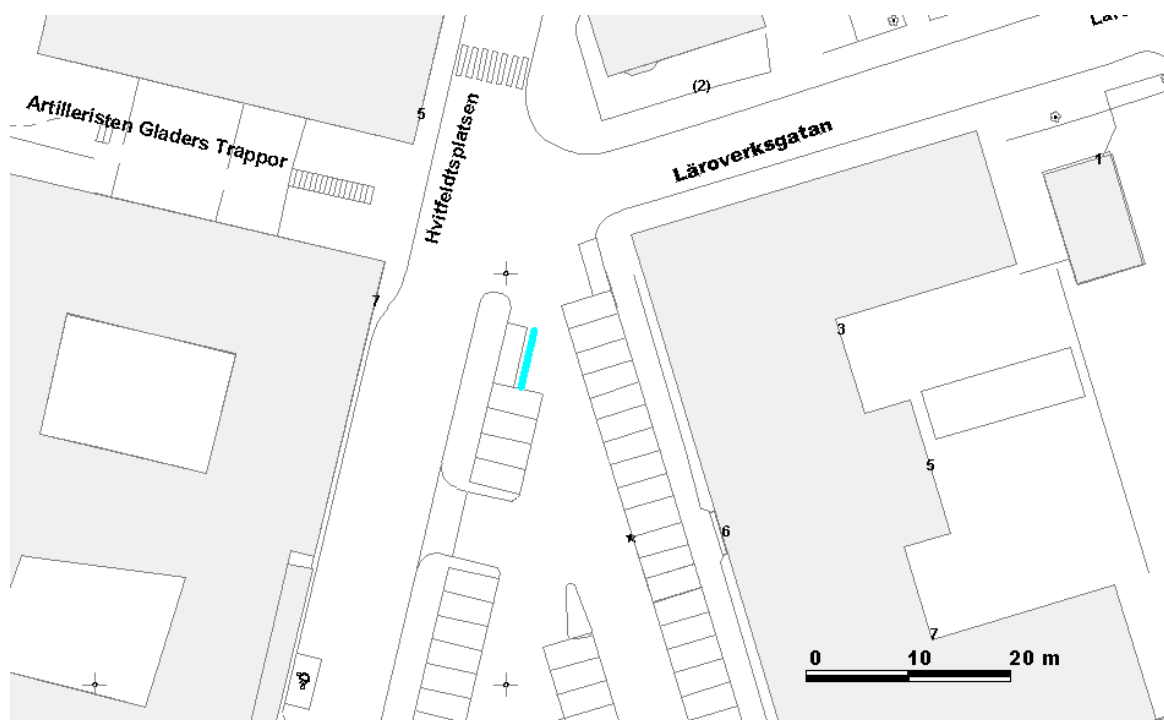 5
(2)
Artilleristen Gladers Trappor
Hvitfeldtsplatsen
Läroverksgatan
1
7
3
5
6
7
0 10 20 m